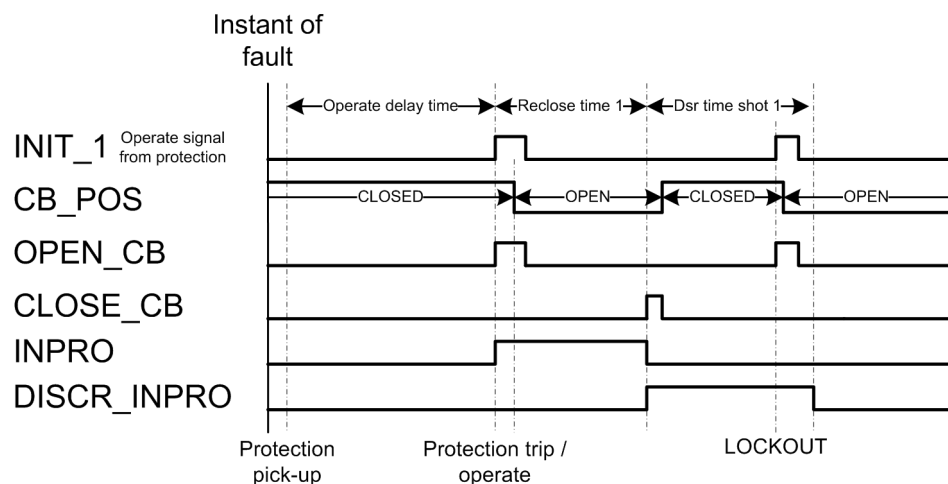 Instant of
fault
Operate delay time
Reclose time 1
Dsr time shot 1
INIT_1
Operate signal
from protection
CB_POS
CLOSED
OPEN
CLOSED
OPEN
OPEN_CB
CLOSE_CB
INPRO
DISCR_INPRO
Protection
pick-up
Protection trip /
operate
LOCKOUT